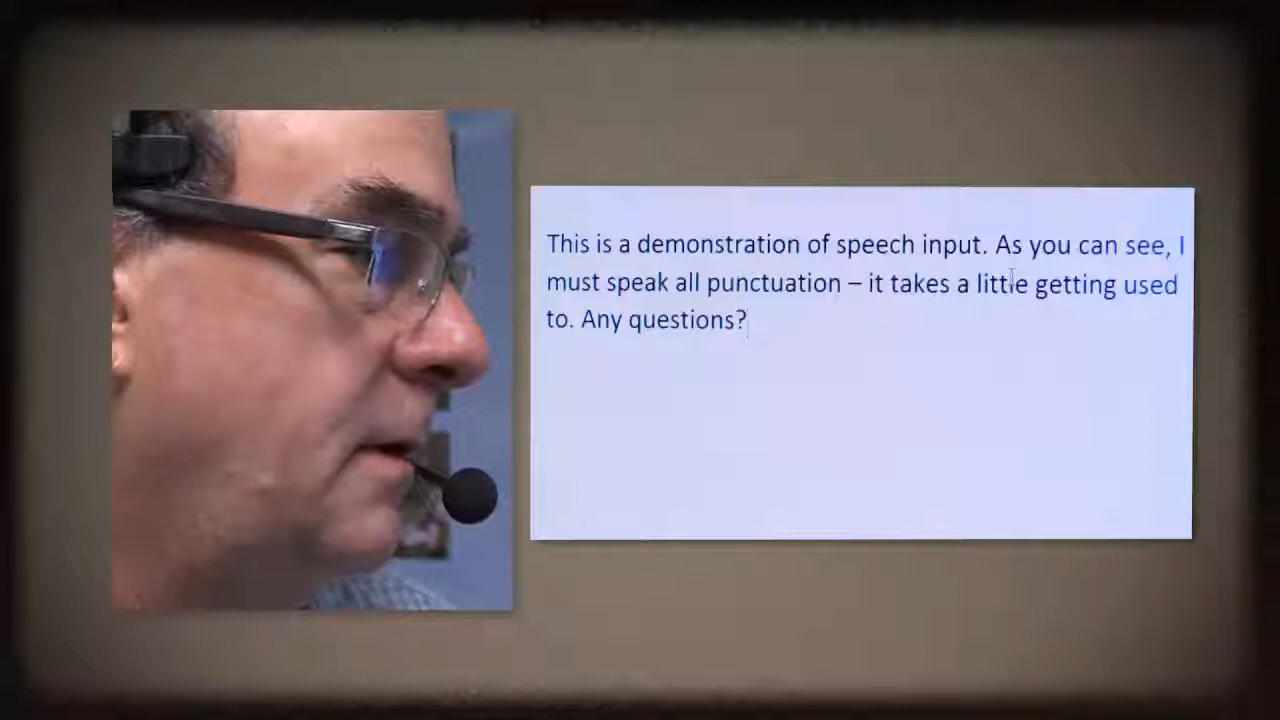 This is a demonstration of speech input. As you can see, I
must speak all punctuation – it takes a little getting used
to. Any questions?